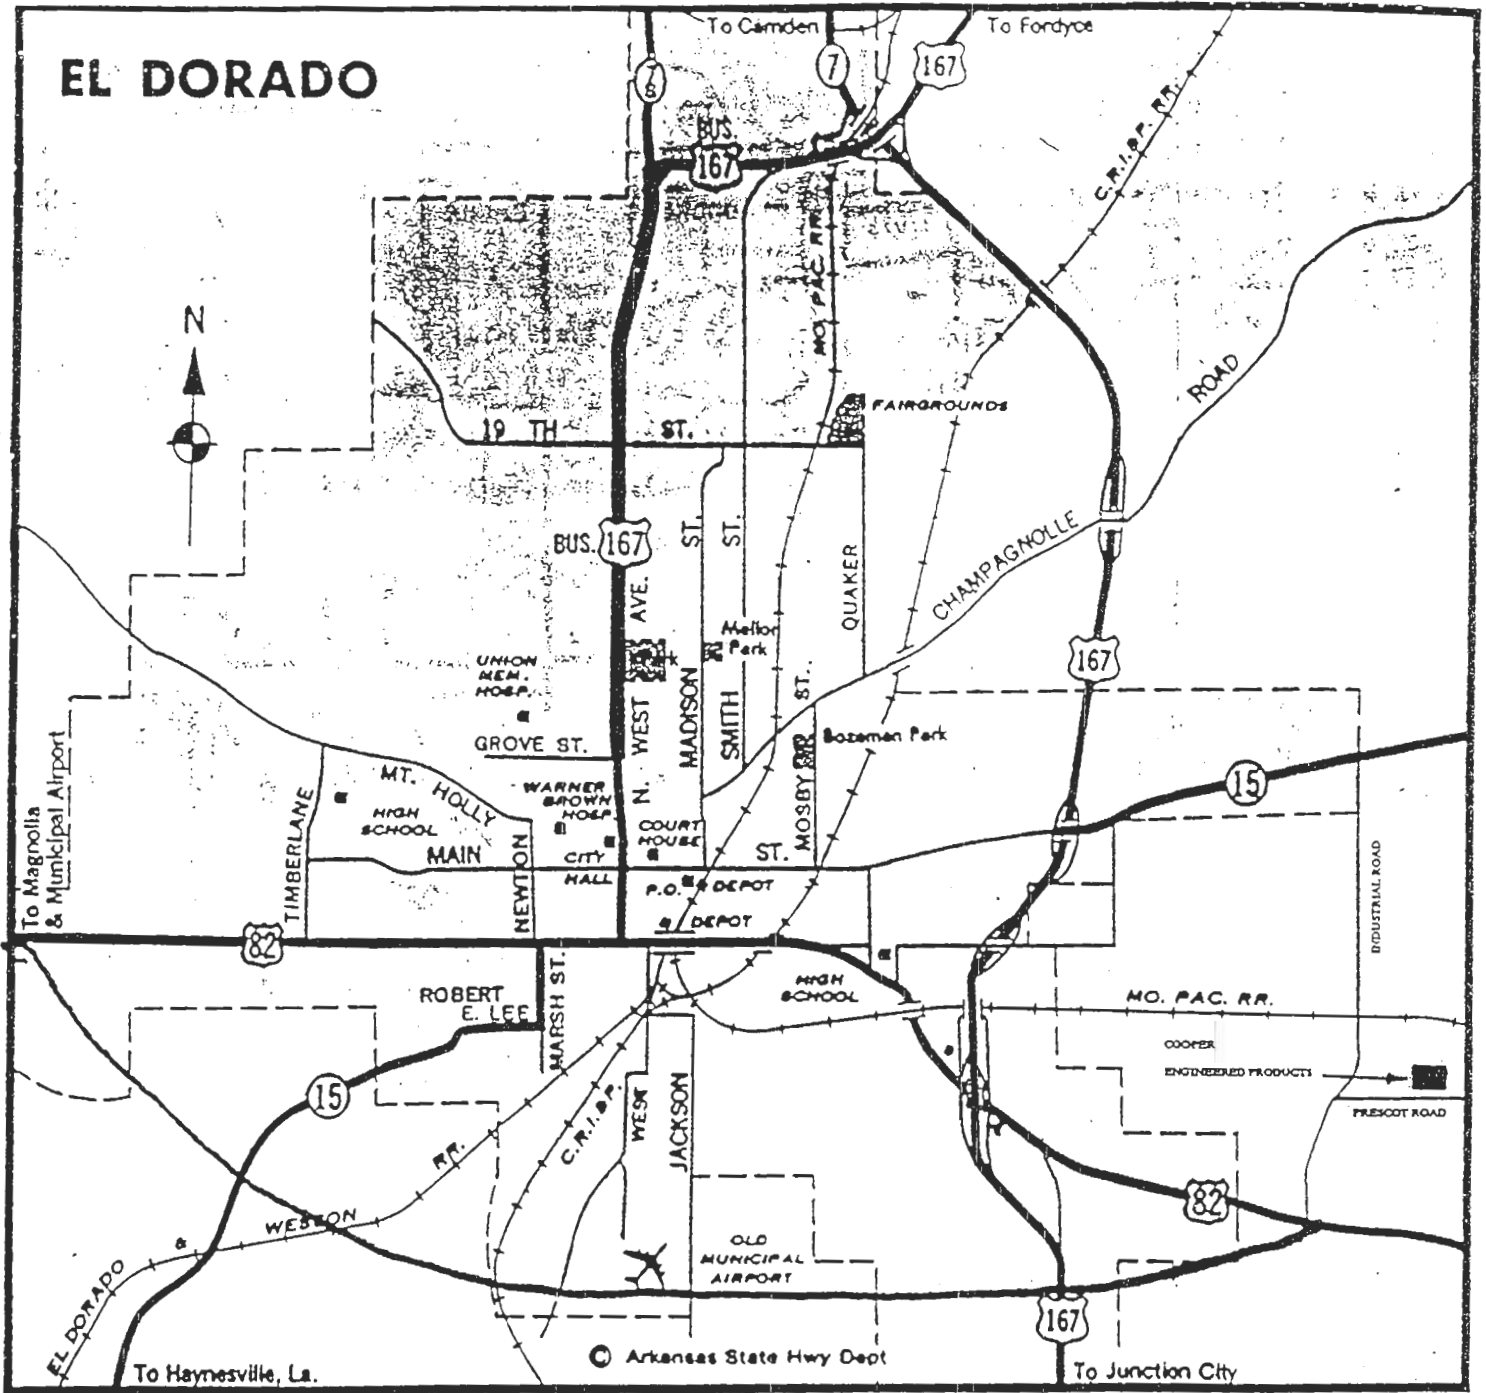 To Camden
To Fordyce
EL DORADO
7
167
BUS.
167
C.R.I.&P. RR.
MO. PAC. RR.
N
ROAD
FAIRGROUNDS
19 TH ST.
BUS. 167
ST.
ST.
AVE.
QUAKER
CHAMPAGNOLLE
167
UNION
MEM.
HOSP.
Park
N. WEST
MADISON
SMITH
ST.
GROVE ST.
Bozeman Park
MOSBY
15
MT. HOLLY
WARNER
BROWN
HOSP.
HIGH
SCHOOL
COURT
HOUSE
TIMBERLANE
MAIN
NEWTON
CITY
HALL
ST.
P.O.
DEPOT
DEPOT
To Magnolia
& Municipal Airport
INDUSTRIAL ROAD
82
MARSH ST.
ROBERT
E. LEE
HIGH
SCHOOL
MO. PAC. RR.
COOPER
ENGINEERED PRODUCTS
PRESCOT ROAD
15
WEST
JACKSON
C.R.I.&P.
RR.
82
EL DORADO
&
WESSON
OLD
MUNICIPAL
AIRPORT
167
To Haynesville, La.
© Arkansas State Hwy Dept
To Junction City